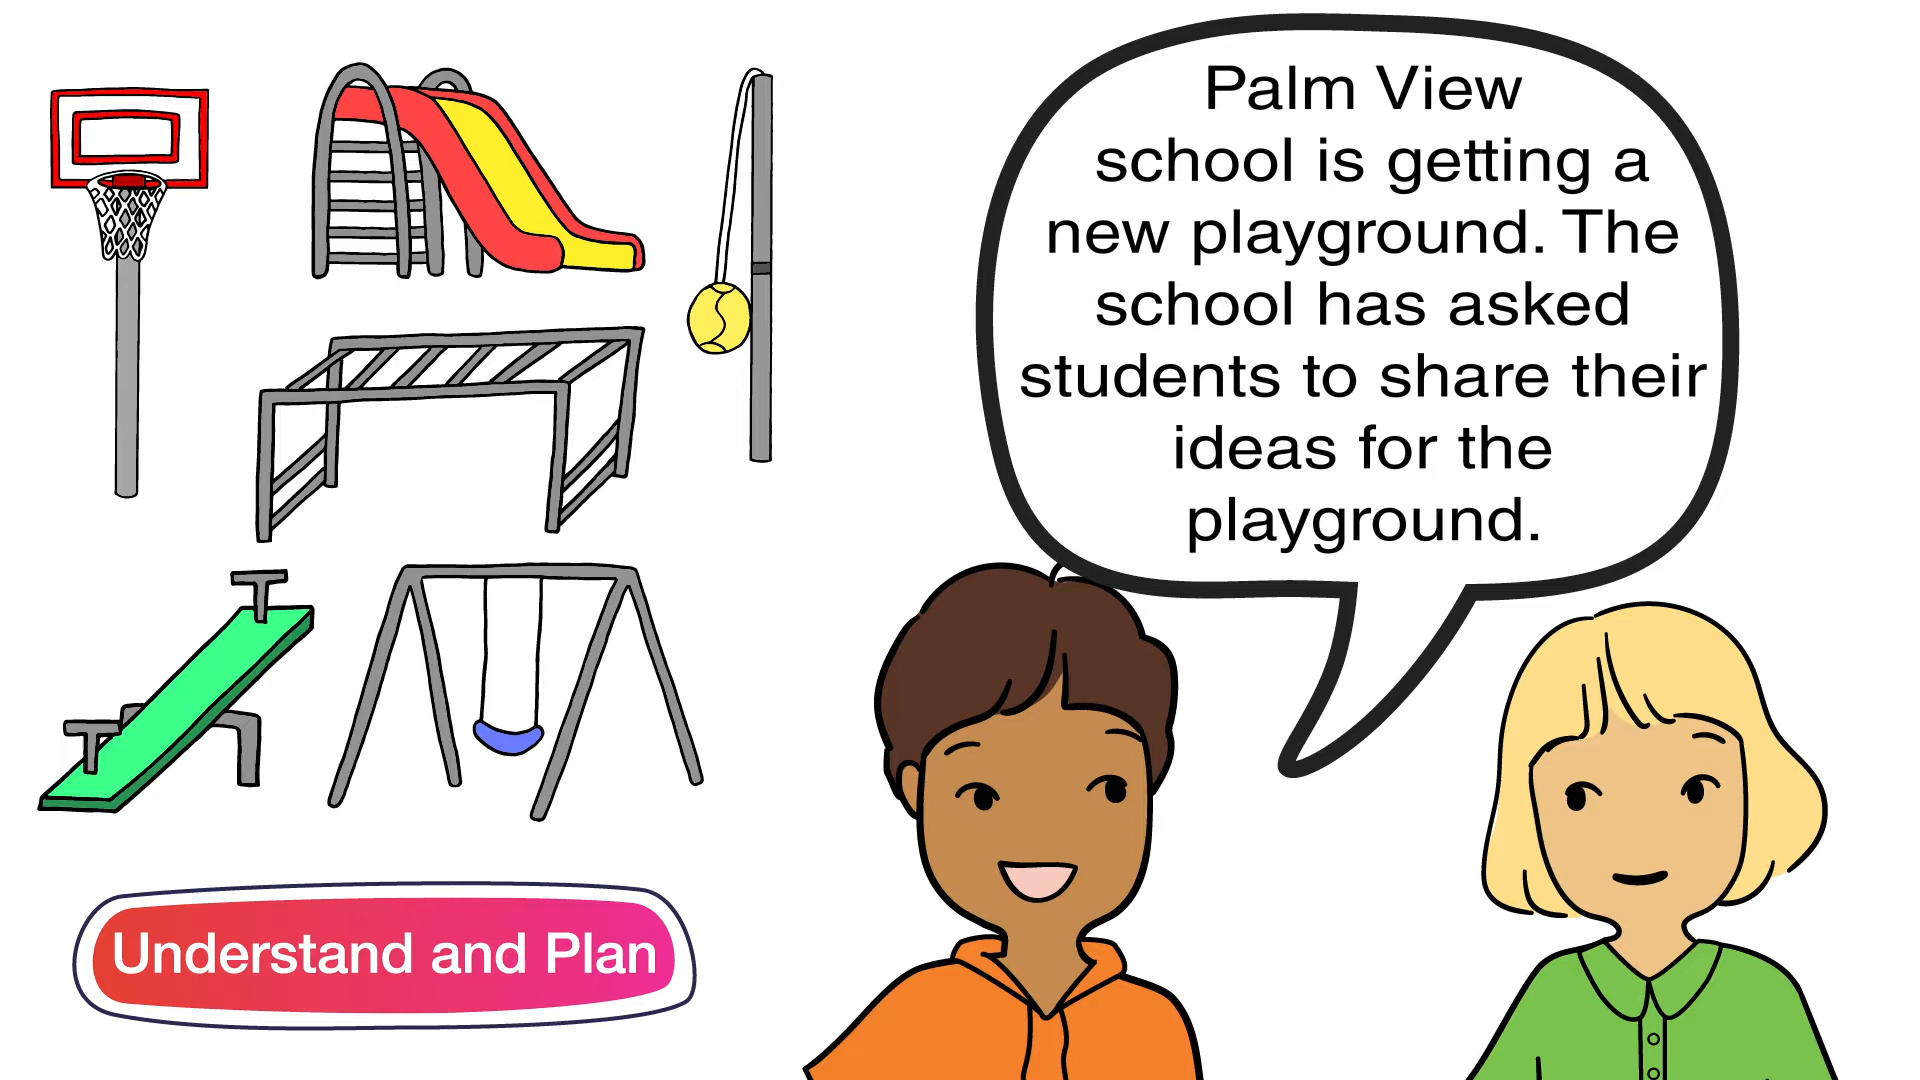 Palm View
school is getting a
new playground. The
school has asked
students to share their
ideas for the
playground.
Understand and Plan